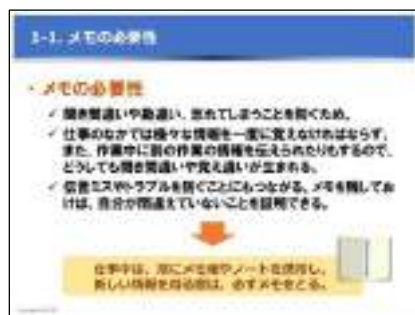 1-1. メモの必要性
• メモの必要性
✓ 聞き間違いや勘違い、忘れてしまうことを防ぐため。
✓ 仕事のなかでは様々な情報を一度に覚えなければならず、
また、作業中に別の作業の情報を伝えられたりもするので、
どうしても聞き間違いや覚え違いが生まれる。
✓ 伝言ミスやトラブルを防ぐことにもつながる。メモを残してお
けば、自分が間違えていないことを証明できる。
仕事中は、常にメモ帳やノートを携帯し、
新しい情報を得る際は、必ずメモをとる。